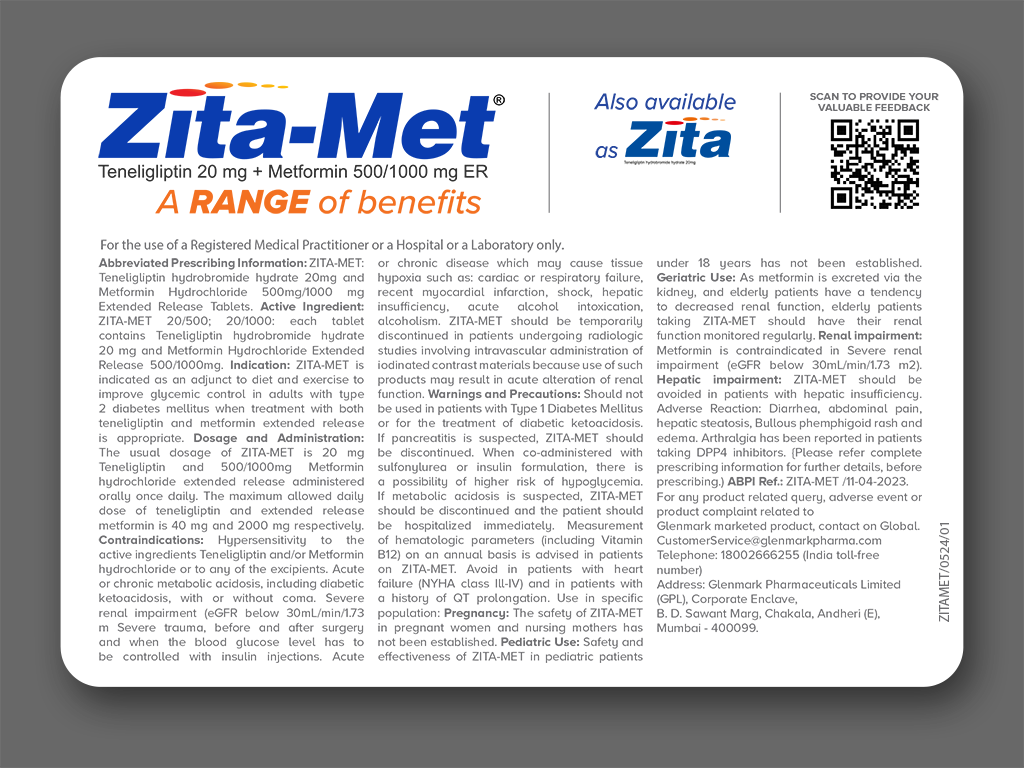 Zita-Met®
Teneligliptin 20 mg + Metformin 500/1000 mg ER
A RANGE of benefits
Also available
as Zita
Teneligliptin hydrobromide hydrate 20mg
SCAN TO PROVIDE YOUR
VALUABLE FEEDBACK
For the use of a Registered Medical Practitioner or a Hospital or a Laboratory only.
Abbreviated Prescribing Information: ZITA-MET:
Teneligliptin hydrobromide hydrate 20mg and
Metformin Hydrochloride 500mg/1000 mg
Extended Release Tablets. Active Ingredient:
ZITA-MET 20/500; 20/1000: each tablet
contains Teneligliptin hydrobromide hydrate
20 mg and Metformin Hydrochloride Extended
Release 500/1000mg. Indication: ZITA-MET is
indicated as an adjunct to diet and exercise to
improve glycemic control in adults with type
2 diabetes mellitus when treatment with both
teneligliptin and metformin extended release
is appropriate. Dosage and Administration:
The usual dosage of ZITA-MET is 20 mg
Teneligliptin and 500/1000mg Metformin
hydrochloride extended release administered
orally once daily. The maximum allowed daily
dose of teneligliptin and extended release
metformin is 40 mg and 2000 mg respectively.
Contraindications: Hypersensitivity to the
active ingredients Teneligliptin and/or Metformin
hydrochloride or to any of the excipients. Acute
or chronic metabolic acidosis, including diabetic
ketoacidosis, with or without coma. Severe
renal impairment (eGFR below 30mL/min/1.73
m Severe trauma, before and after surgery
and when the blood glucose level has to
be controlled with insulin injections. Acute
or chronic disease which may cause tissue
hypoxia such as: cardiac or respiratory failure,
recent myocardial infarction, shock, hepatic
insufficiency, acute alcohol intoxication,
alcoholism. ZITA-MET should be temporarily
discontinued in patients undergoing radiologic
studies involving intravascular administration of
iodinated contrast materials because use of such
products may result in acute alteration of renal
function. Warnings and Precautions: Should not
be used in patients with Type 1 Diabetes Mellitus
or for the treatment of diabetic ketoacidosis.
If pancreatitis is suspected, ZITA-MET should
be discontinued. When co-administered with
sulfonylurea or insulin formulation, there is
a possibility of higher risk of hypoglycemia.
If metabolic acidosis is suspected, ZITA-MET
should be discontinued and the patient should
be hospitalized immediately. Measurement
of hematologic parameters (including Vitamin
B12) on an annual basis is advised in patients
on ZITA-MET. Avoid in patients with heart
failure (NYHA class III-IV) and in patients with
a history of QT prolongation. Use in specific
population: Pregnancy: The safety of ZITA-MET
in pregnant women and nursing mothers has
not been established. Pediatric Use: Safety and
effectiveness of ZITA-MET in pediatric patients
under 18 years has not been established.
Geriatric Use: As metformin is excreted via the
kidney, and elderly patients have a tendency
to decreased renal function, elderly patients
taking ZITA-MET should have their renal
function monitored regularly. Renal impairment:
Metformin is contraindicated in Severe renal
impairment (eGFR below 30mL/min/1.73 m2).
Hepatic impairment: ZITA-MET should be
avoided in patients with hepatic insufficiency.
Adverse Reaction: Diarrhea, abdominal pain,
hepatic steatosis, Bullous phemphigoid rash and
edema. Arthralgia has been reported in patients
taking DPP4 inhibitors. (Please refer complete
prescribing information for further details, before
prescribing.) ABPI Ref.: ZITA-MET /11-04-2023.
For any product related query, adverse event or
product complaint related to
Glenmark marketed product, contact on Global.
CustomerService@glenmarkpharma.com
Telephone: 18002666255 (India toll-free
number)
Address: Glenmark Pharmaceuticals Limited
(GPL), Corporate Enclave,
B. D. Sawant Marg, Chakala, Andheri (E),
Mumbai - 400099.
ZITAMET/0524/01